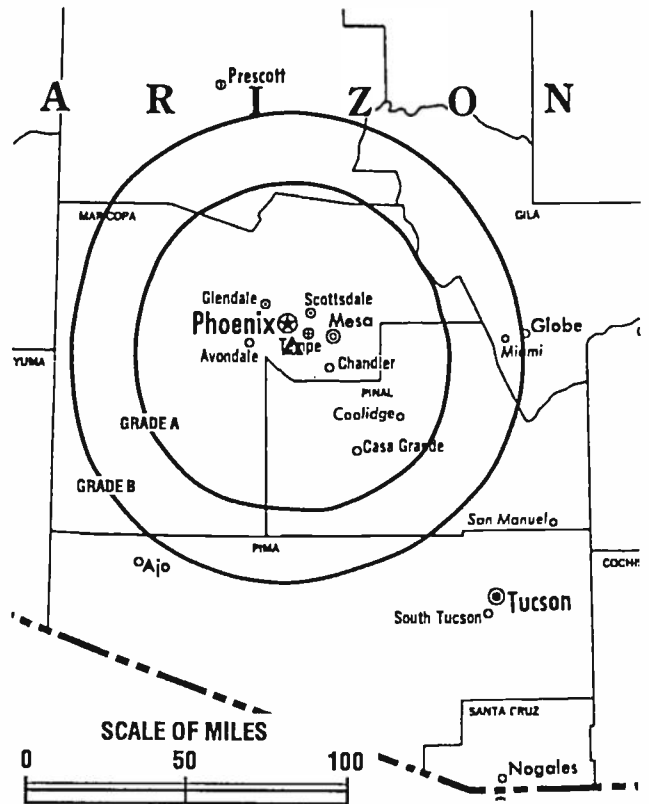 Prescott
A R I Z O N
MARICOPA
GILA
Glendale
Scottsdale
Phoenix
Mesa
Globe
Tempe
Miami
Avondale
YUMA
Chandler
PINAL
Coolidge
GRADE A
Casa Grande
GRADE B
San Manuel
PIMA
Ajo
COCHIS
Tucson
South Tucson
SANTA CRUZ
SCALE OF MILES
0 50 100
Nogales